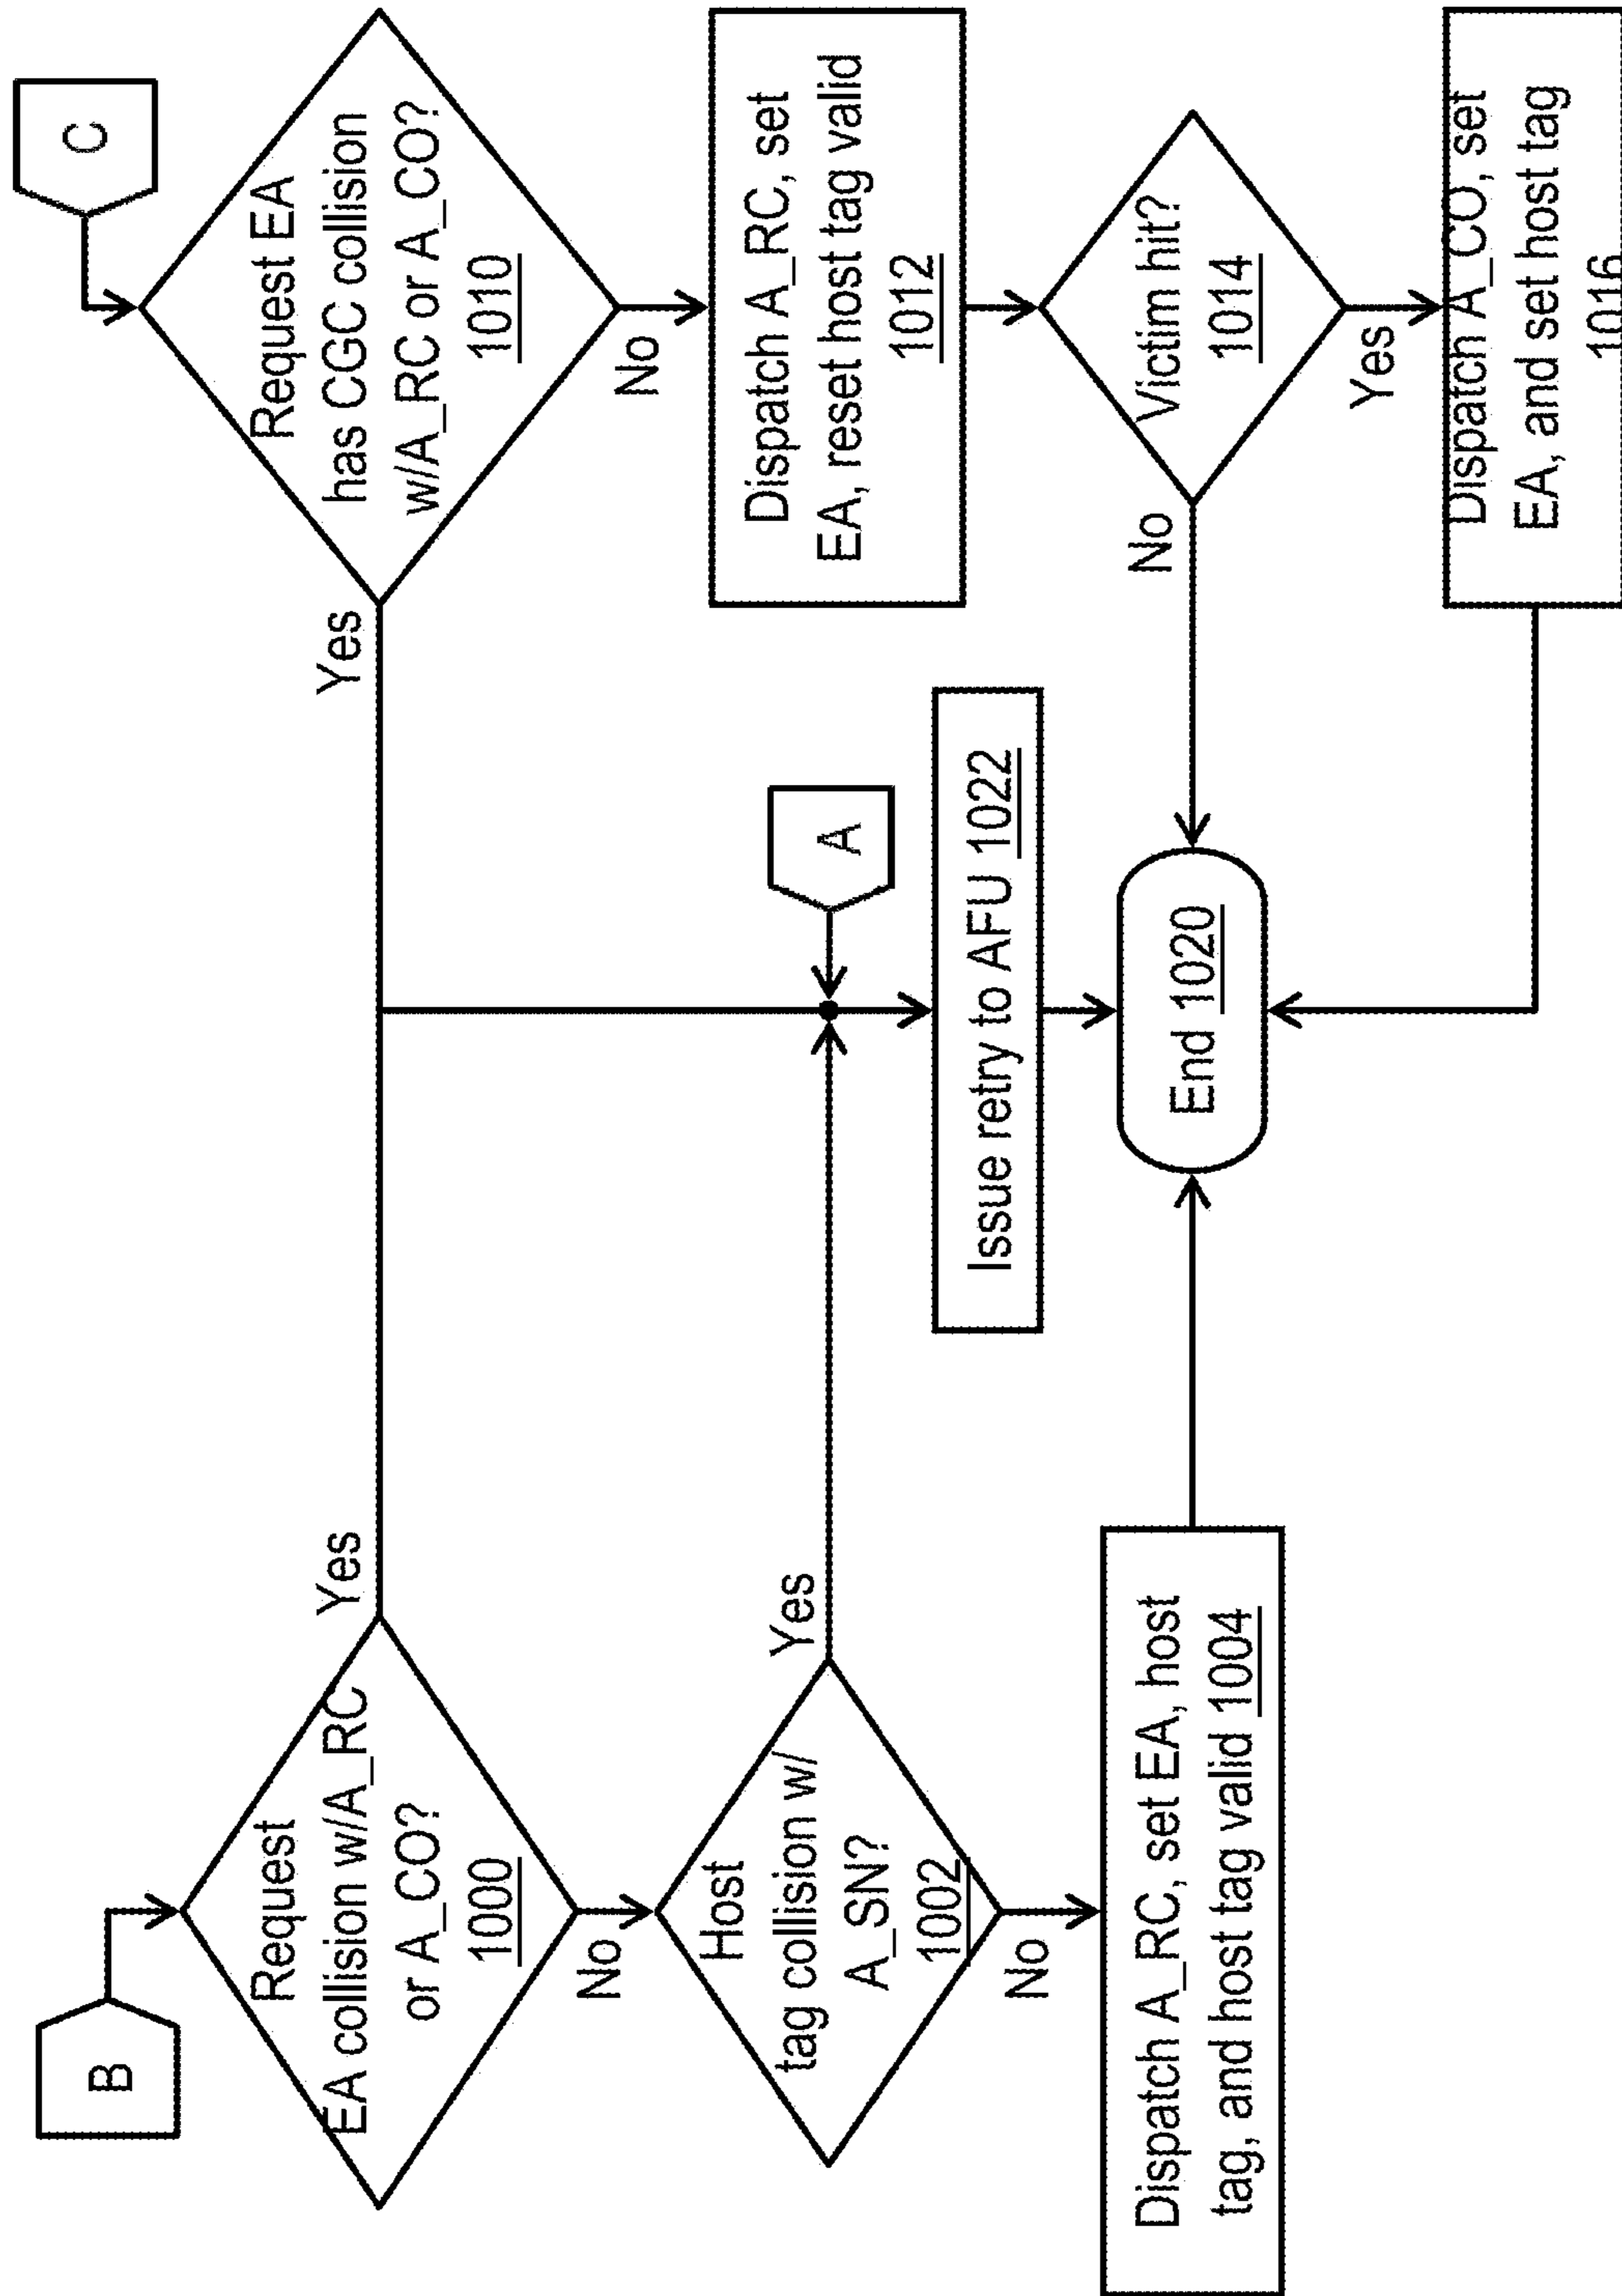 B
Request
EA collision w/A_RC
or A_CO?
1000
Yes
No
Host
tag collision w/
A_SN?
1002
Yes
No
Dispatch A_RC, set EA, host
tag, and host tag valid 1004
A
Issue retry to AFU 1022
End 1020
C
Request EA
has CGC collision
w/A_RC or A_CO?
1010
Yes
No
Dispatch A_RC, set
EA, reset host tag valid
1012
Victim hit?
1014
No
Yes
Dispatch A_CO, set
EA, and set host tag
1016